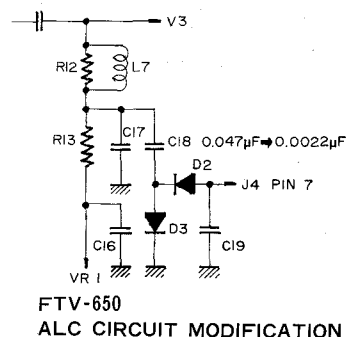 V3
R12
L7
R13
C17
C18 0.047µF➡0.0022µF
D2
J4 PIN 7
D3
C16
C19
VR 1
FTV-650
ALC CIRCUIT MODIFICATION